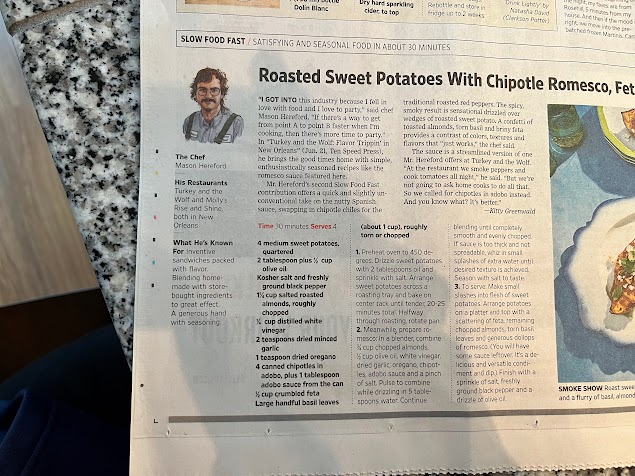 Dolin Blanc
Dry hard sparkling
cider, to top
Rebottle and store in
fridge up to 2 weeks
Drink Lightly' by
Natasha David
(Clarkson Potter)
SLOW FOOD FAST / SATISFYING AND SEASONAL FOOD IN ABOUT 30 MINUTES
Roasted Sweet Potatoes With Chipotle Romesco, Fet
The Chef
Mason Hereford
His Restaurants
Turkey and the
Wolf and Molly's
Rise and Shine,
both in New
Orleans
What He's Known
For Inventive
sandwiches packed
with flavor.
Blending home-
made with store-
bought ingredients
to great effect.
A generous hand
with seasoning.
"I GOT INTO this industry because I fell in
love with food and I love to party," said chef
Mason Hereford. "If there's a way to get
from point A to point B faster when I'm
cooking, then there's more time to party."
In "Turkey and the Wolf: Flavor Trippin' in
New Orleans" (Jun. 21, Ten Speed Press),
he brings the good times home with simple,
enthusiastically seasoned recipes like the
romesco sauce featured here.
Mr. Hereford's second Slow Food Fast
contribution offers a quick and slightly un-
conventional take on the nutty Spanish
sauce, swapping in chipotle chiles for the
traditional roasted red peppers. The spicy,
smoky result is sensational drizzled over
wedges of roasted sweet potato. A confetti of
toasted almonds, torn basil and briny feta
provides a contrast of colors, textures and
flavors that "just works," the chef said.
The sauce is a streamlined version of one
Mr. Hereford offers at Turkey and the Wolf.
"At the restaurant we smoke peppers and
cook tomatoes all night," he said. "But we're
not going to ask home cooks to do all that.
So we called for chipotles in adobo instead.
And you know what? It's better."
—Kitty Greenwald
Time 30 minutes Serves 4
4 medium sweet potatoes,
quartered
2 tablespoon plus ½ cup
olive oil
Kosher salt and freshly
ground black pepper
1¼ cup salted roasted
almonds, roughly
chopped
¼ cup distilled white
vinegar
2 teaspoons dried minced
garlic
1 teaspoon dried oregano
4 canned chipotles in
adobo, plus 1 tablespoon
adobo sauce from the can
½ cup crumbled feta
Large handful basil leaves
(about 1 cup), roughly
torn or chopped
1. Preheat oven to 450 de-
grees. Drizzle sweet potatoes
with 2 tablespoons oil and
sprinkle with salt. Arrange
sweet potatoes across a
roasting tray and bake on
center rack until tender, 20-25
minutes total. Halfway
through roasting, rotate pan.
2. Meanwhile, prepare ro-
mesco: In a blender, combine
½ cup chopped almonds,
½ cup olive oil, white vinegar,
dried garlic, oregano, chipot-
les, adobo sauce and a pinch
of salt. Pulse to combine
while drizzling in 5 table-
spoons water. Continue
blending until completely
smooth and evenly chopped.
If sauce is too thick and not
spreadable, whiz in small
splashes of extra water until
desired texture is achieved.
Season with salt to taste.
3. To serve: Make small
slashes into flesh of sweet
potatoes. Arrange potatoes
on a platter and top with a
scattering of feta, remaining
chopped almonds, torn basil
leaves and generous dollops
of romesco. (You will have
some sauce leftover. It's a de-
licious and versatile condi-
ment and dip.) Finish with a
sprinkle of salt, freshly
ground black pepper and a
drizzle of olive oil.
SMOKE SHOW Roast swee
and a flurry of basil, almond